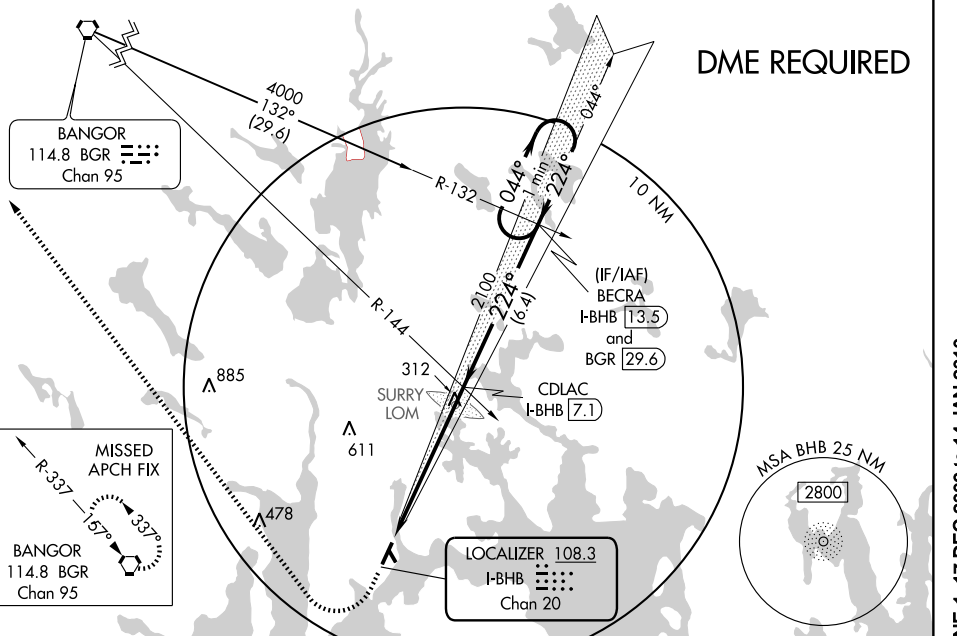 DME REQUIRED
BANGOR
114.8 BGR
Chan 95
4000
132°
(29.6)
R-132
R-144
044°
1 min
224°
044°
10 NM
2100
224°
(6.4)
(IF/IAF)
BECRA
I-BHB 13.5
and
BGR 29.6
CDLAC
I-BHB 7.1
312
SURRY
LOM
885
611
478
MISSED
APCH FIX
R-337
157°
337°
BANGOR
114.8 BGR
Chan 95
LOCALIZER 108.3
I-BHB
Chan 20
MSA BHB 25 NM
2800